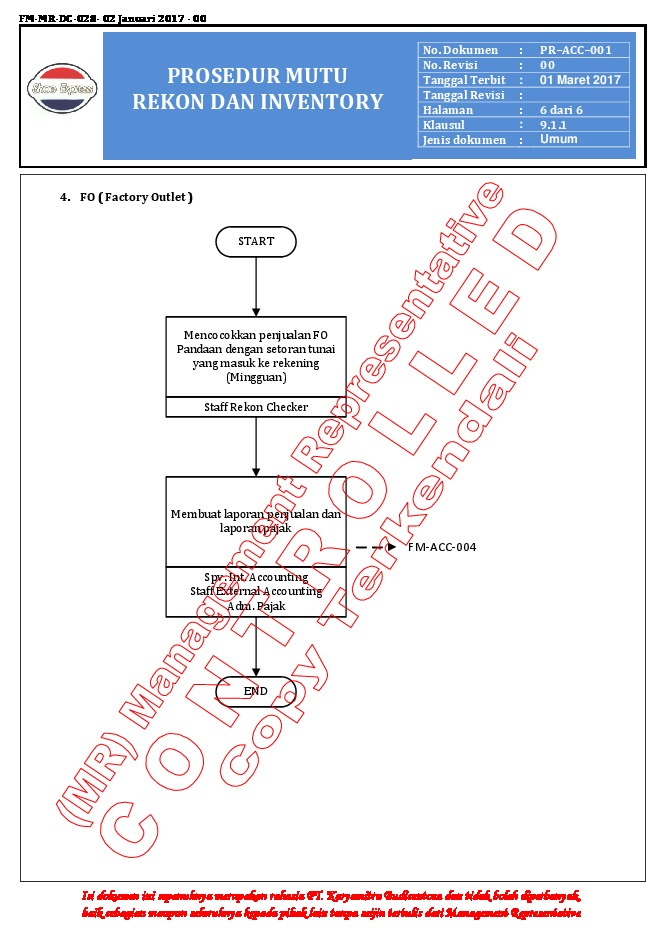 FM-MR-DC-028- 02 Januari 2017 - 00
Shoes Express
PROSEDUR MUTU
REKON DAN INVENTORY
No. Dokumen : PR-ACC-001
No. Revisi : 00
Tanggal Terbit : 01 Maret 2017
Tanggal Revisi :
Halaman : 6 dari 6
Klausul : 9.1.1
Jenis dokumen : Umum
4. FO ( Factory Outlet )
START
Mencocokkan penjualan FO
Pandaan dengan setoran tunai
yang masuk ke rekening
(Mingguan)
Staff Rekon Checker
Membuat laporan penjualan dan
laporan pajak
FM-ACC-004
Spv. Int. Accounting
Staff External Accounting
Adm. Pajak
END
(MR) Management Representative
CONTROLLED
Copy Terkendali
Isi dokumen ini sepenuhnya merupakan rahasia PT. Karyamitra Budisentosa dan tidak boleh diperbanyak,
baik sebagian maupun seluruhnya kepada pihak lain tanpa seijin tertulis dari Management Representative